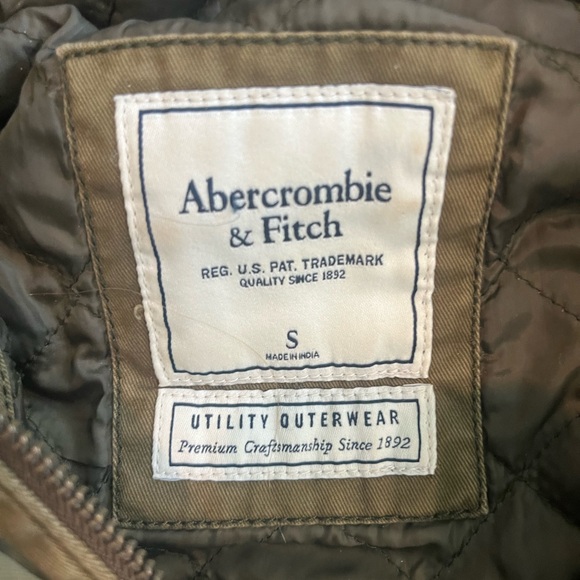 Abercrombie
& Fitch
REG. U.S. PAT. TRADEMARK
QUALITY SINCE 1892
S
MADE IN INDIA
UTILITY OUTERWEAR
Premium Craftsmanship Since 1892